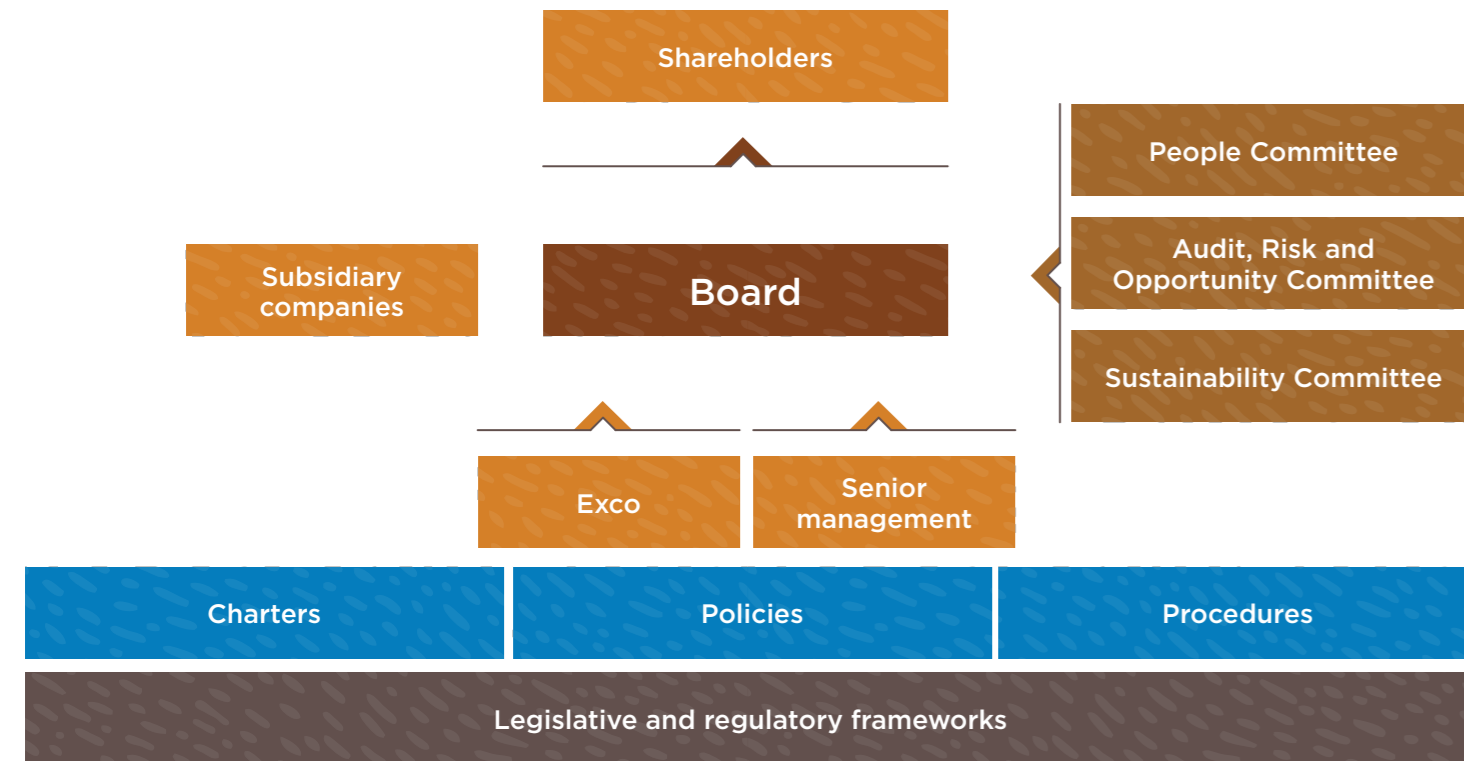 Shareholders
People Committee
Audit, Risk and
Opportunity Committee
Sustainability Committee
Subsidiary
companies
Board
Exco
Senior
management
Charters
Policies
Procedures
Legislative and regulatory frameworks